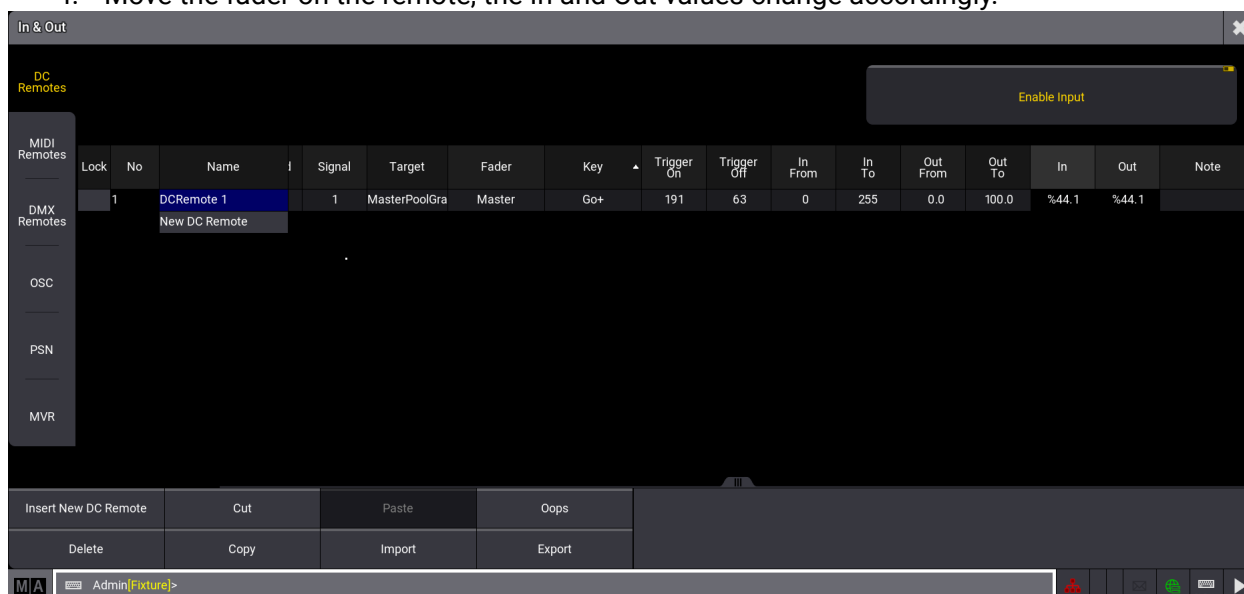 Move the fader on the remote, the In and Out values change accordingly.
In & Out
DC
Remotes
Enable Input
MIDI
Remotes
Lock No Name Signal Target Fader Key Trigger On Trigger Off In From In To Out From Out To In Out Note
1 DCRemote 1 1 MasterPoolGra Master Go+ 191 63 0 255 0.0 100.0 %44.1 %44.1
New DC Remote
DMX
Remotes
OSC
PSN
MVR
Insert New DC Remote Cut Paste Oops
Delete Copy Import Export
MA Admin[Fixture]>